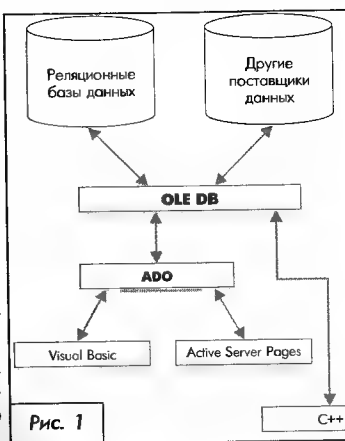 Реляционные
базы данных
Другие
поставщики
данных
OLE DB
ADO
Visual Basic
Active Server Pages
C++
Рис. 1